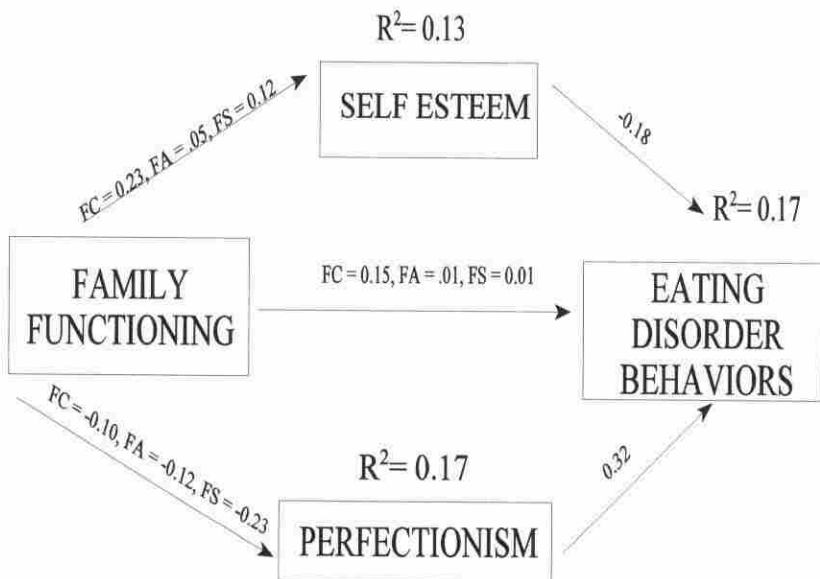 R²= 0.13
SELF ESTEEM
FC = 0.23, FA = .05, FS = 0.12
-0.18
R²= 0.17
FAMILY
FUNCTIONING
FC = 0.15, FA = .01, FS = 0.01
EATING
DISORDER
BEHAVIORS
FC = -0.10, FA = -0.12, FS = -0.23
R²= 0.17
0.32
PERFECTIONISM